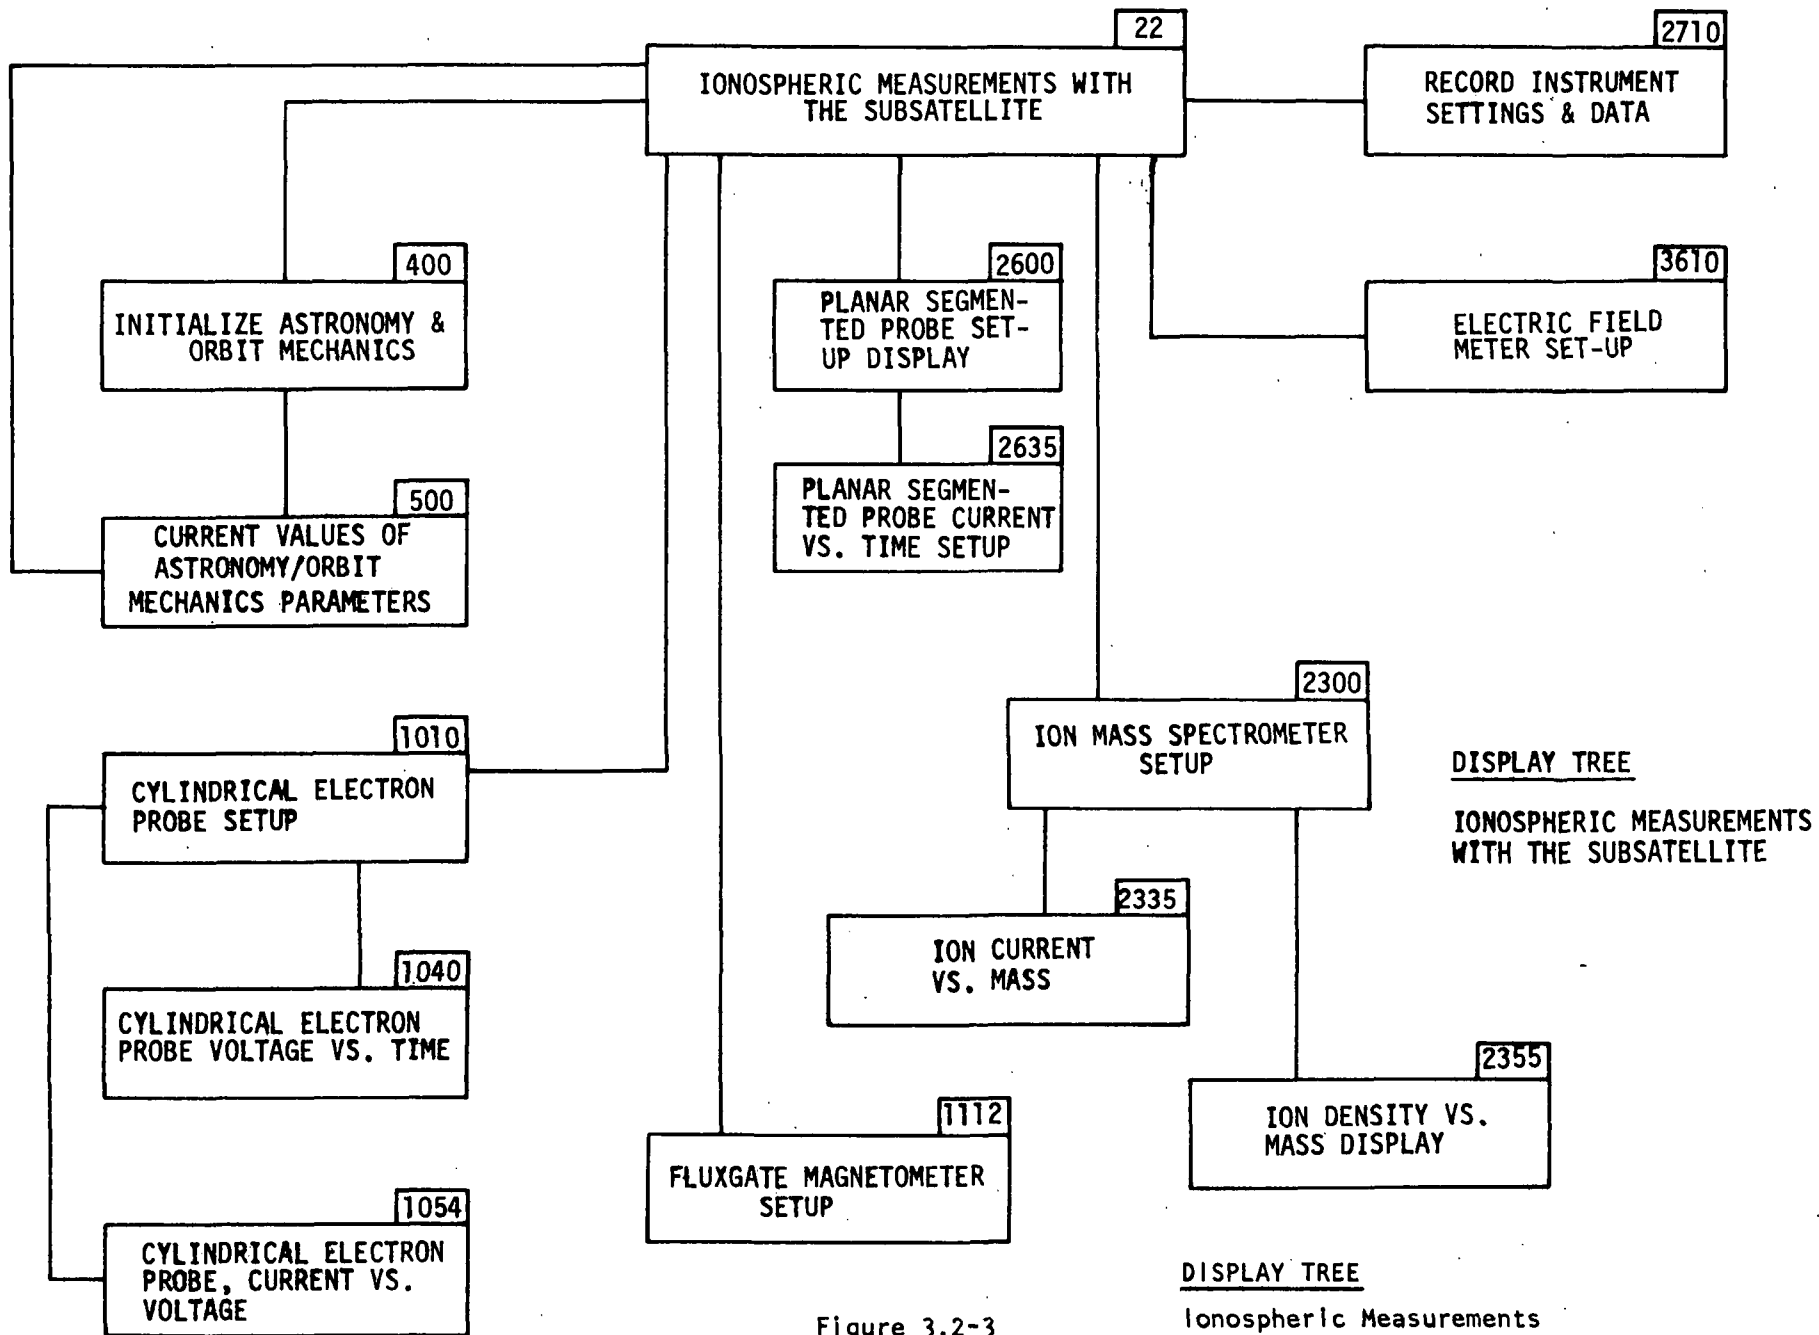 22
IONOSPHERIC MEASUREMENTS WITH
THE SUBSATELLITE
2710
RECORD INSTRUMENT
SETTINGS & DATA
400
INITIALIZE ASTRONOMY &
ORBIT MECHANICS
2600
PLANAR SEGMEN-
TED PROBE SET-
UP DISPLAY
3610
ELECTRIC FIELD
METER SET-UP
500
CURRENT VALUES OF
ASTRONOMY/ORBIT
MECHANICS PARAMETERS
2635
PLANAR SEGMEN-
TED PROBE CURRENT
VS. TIME SETUP
1010
CYLINDRICAL ELECTRON
PROBE SETUP
2300
ION MASS SPECTROMETER
SETUP
DISPLAY TREE
IONOSPHERIC MEASUREMENTS
WITH THE SUBSATELLITE
2335
ION CURRENT
VS. MASS
1040
CYLINDRICAL ELECTRON
PROBE VOLTAGE VS. TIME
2355
ION DENSITY VS.
MASS DISPLAY
1112
FLUXGATE MAGNETOMETER
SETUP
1054
CYLINDRICAL ELECTRON
PROBE, CURRENT VS.
VOLTAGE
DISPLAY TREE
Ionospheric Measurements
Figure 3.2-3